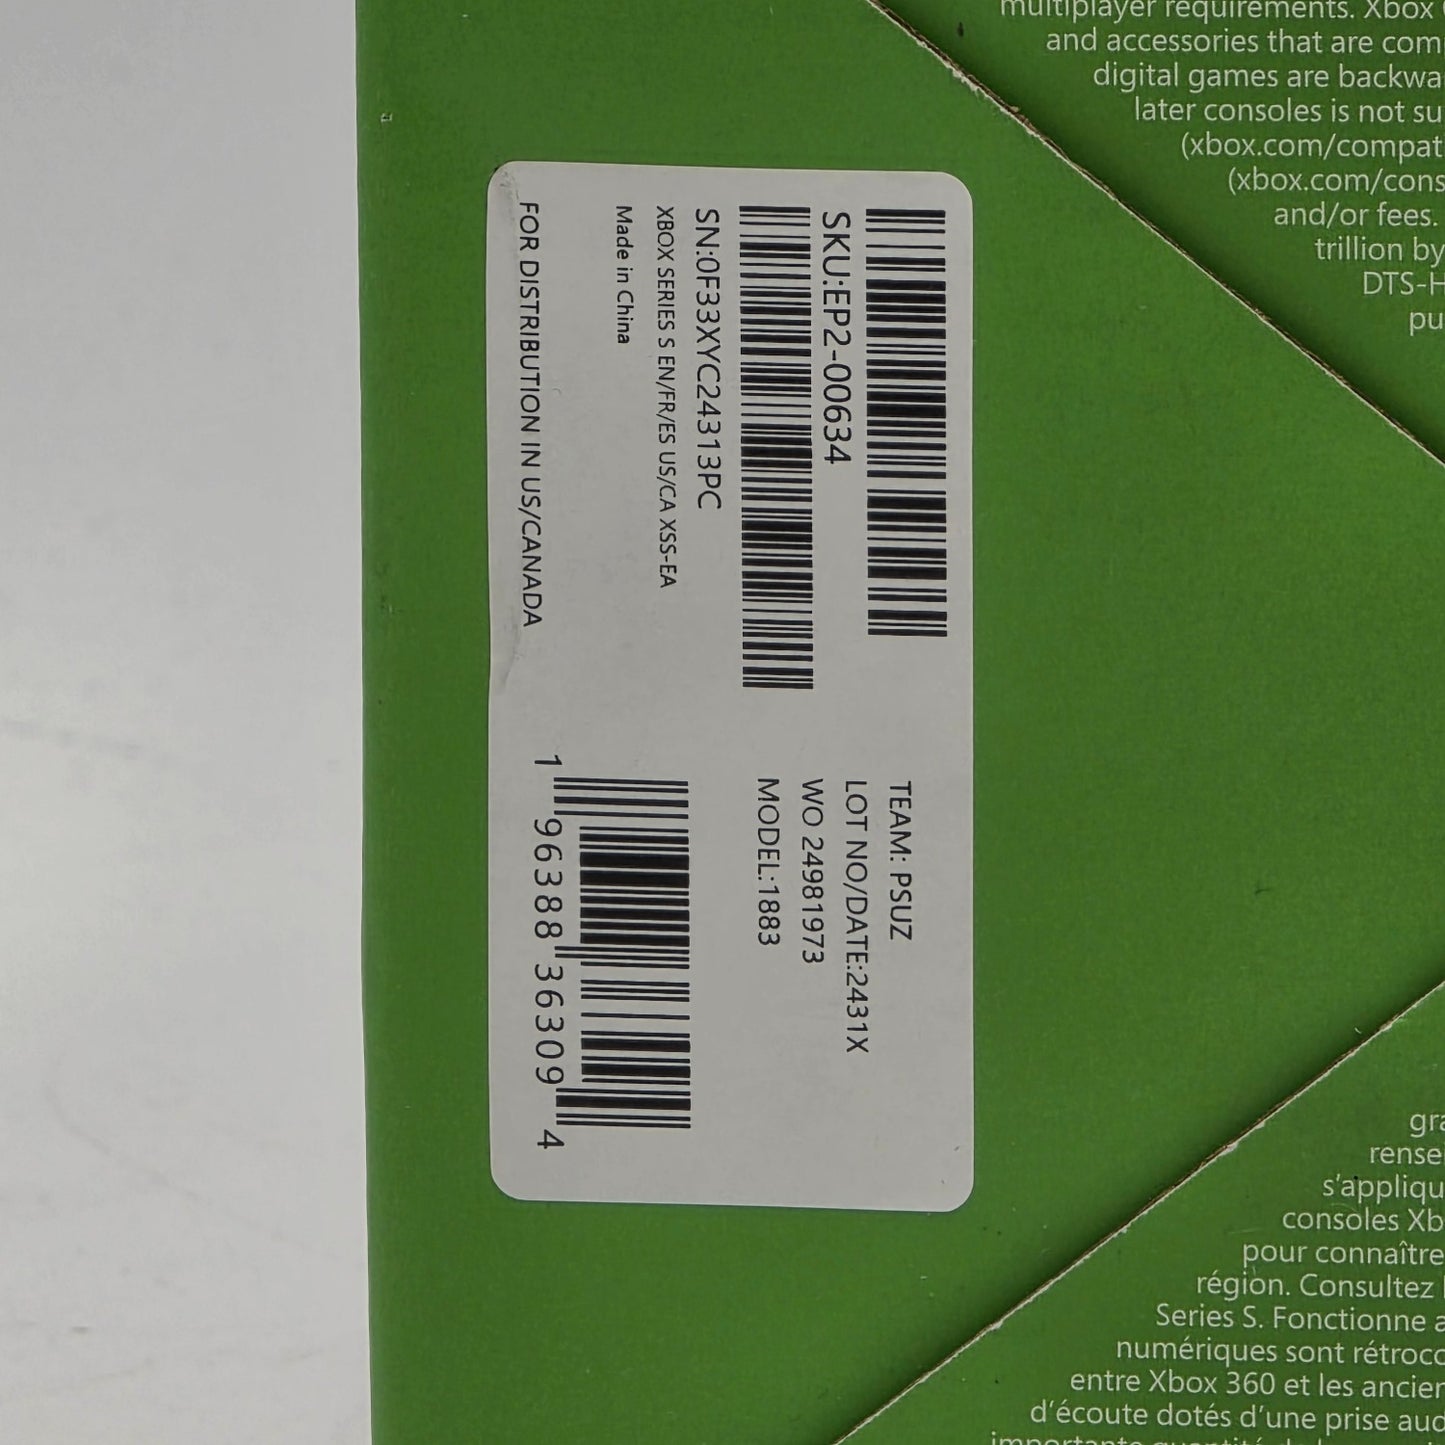 multiplayer requirements. Xbox
and accessories that are com
digital games are backwa
later consoles is not su
(xbox.com/compat
(xbox.com/cons
and/or fees.
trillion by
DTS-H
pu
SKU:EP2-00634
SN:0F33XYC24313PC
XBOX SERIES S EN/FR/ES US/CA XSS-EA
Made in China
FOR DISTRIBUTION IN US/CANADA
TEAM: PSUZ
LOT NO/DATE:2431X
WO 24981973
MODEL:1883
1 96388 36309 4
gra
rense
s'appliqu
consoles Xb
pour connaître
région. Consultez
Series S. Fonctionne a
numériques sont rétroco
entre Xbox 360 et les ancien
d'écoute dotés d'une prise aud